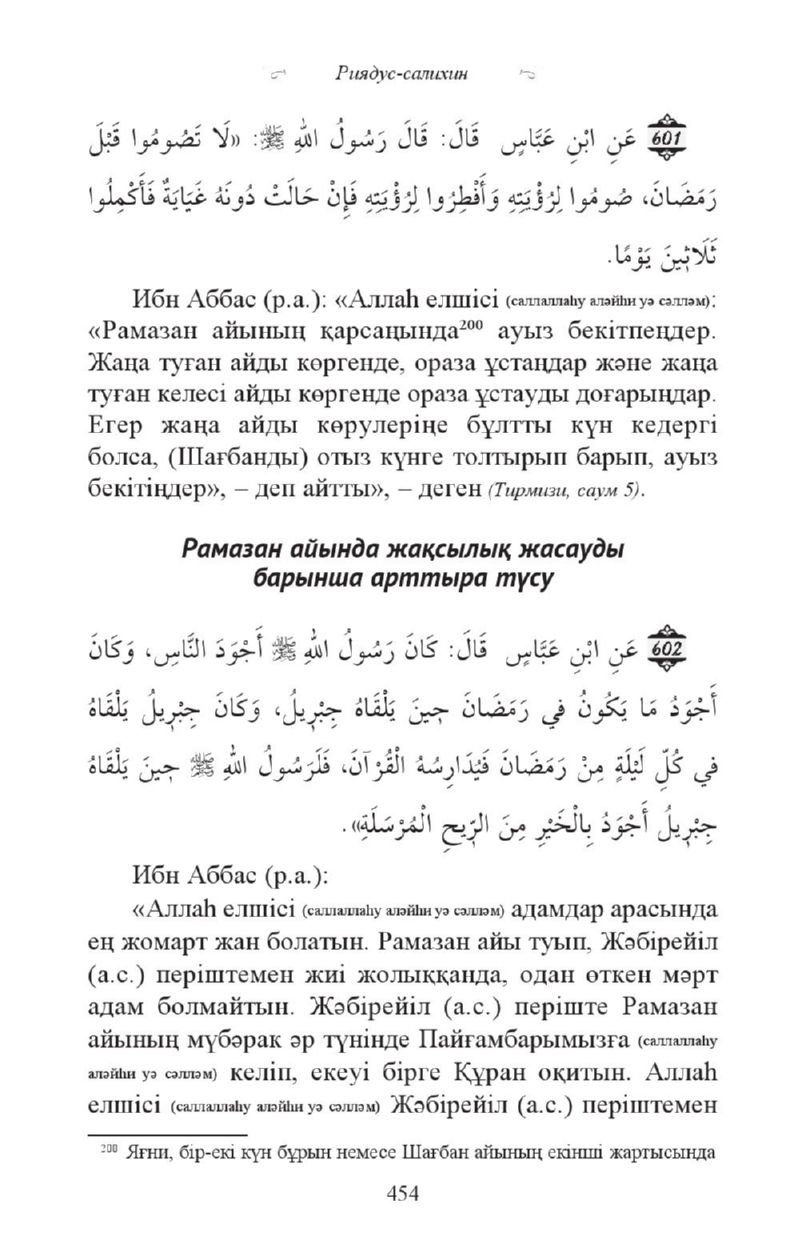 Риядус-салихин
601 عَنِ ابْنِ عَبَّاسٍ قَالَ: قَالَ رَسُولُ اللهِ ﷺ: «لَا تَصُومُوا قَبْلَ
رَمَضَانَ، صُومُوا لِرُؤْيَتِهِ وَأَفْطِرُوا لِرُؤْيَتِهِ فَإِنْ حَالَتْ دُونَهُ غَيَايَةٌ فَأَكْمِلُوا
ثَلَاثِينَ يَوْمًا.
Ибн Аббас (р.а.): «Аллаһ елшісі (саллаллаһу аләйһи уә сәлләм):
«Рамазан айының қарсаңында²⁰⁰ ауыз бекітпеңдер.
Жаңа туған айды көргенде, ораза ұстаңдар және жаңа
туған келесі айды көргенде ораза ұстауды доғарыңдар.
Егер жаңа айды көрулеріңе бұлтты күн кедергі
болса, (Шағбанды) отыз күнге толтырып барып, ауыз
бекітіңдер», – деп айтты», – деген (Тирмизи, саум 5).
Рамазан айында жақсылық жасауды
барынша арттыра түсу
602 عَنِ ابْنِ عَبَّاسٍ قَالَ: كَانَ رَسُولُ اللهِ ﷺ أَجْوَدَ النَّاسِ، وَكَانَ
أَجْوَدُ مَا يَكُونُ فِي رَمَضَانَ حِينَ يَلْقَاهُ جِبْرِيلُ، وَكَانَ جِبْرِيلُ يَلْقَاهُ
فِي كُلِّ لَيْلَةٍ مِنْ رَمَضَانَ فَيُدَارِسُهُ الْقُرْآنَ، فَلَرَسُولُ اللهِ ﷺ حِينَ يَلْقَاهُ
جِبْرِيلُ أَجْوَدُ بِالْخَيْرِ مِنَ الرِّيحِ الْمُرْسَلَةِ».
Ибн Аббас (р.а.):
«Аллаһ елшісі (саллаллаһу аләйһи уә сәлләм) адамдар арасында
ең жомарт жан болатын. Рамазан айы туып, Жәбірейіл
(а.с.) періштемен жиі жолыққанда, одан өткен мәрт
адам болмайтын. Жәбірейіл (а.с.) періште Рамазан
айының мүбәрак әр түнінде Пайғамбарымызға (саллаллаһу
аләйһи уә сәлләм) келіп, екеуі бірге Құран оқитын. Аллаһ
елшісі (саллаллаһу аләйһи уә сәлләм) Жәбірейіл (а.с.) періштемен
²⁰⁰ Яғни, бір-екі күн бұрын немесе Шағбан айының екінші жартысында
454